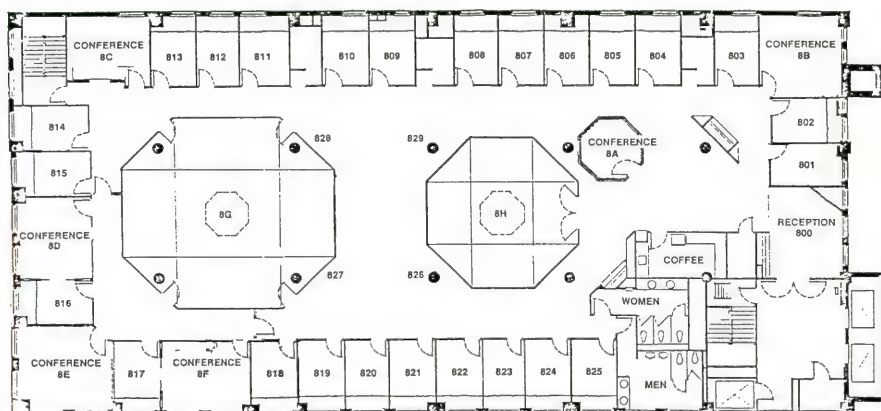 CONFERENCE
8C
813
812
811
810
809
808
807
806
805
804
803
CONFERENCE
8B
814
815
828
829
CONFERENCE
8A
802
801
8G
8H
CONFERENCE
8D
RECEPTION
800
COFFEE
816
827
826
WOMEN
CONFERENCE
8E
817
CONFERENCE
8F
818
819
820
821
822
823
824
825
MEN